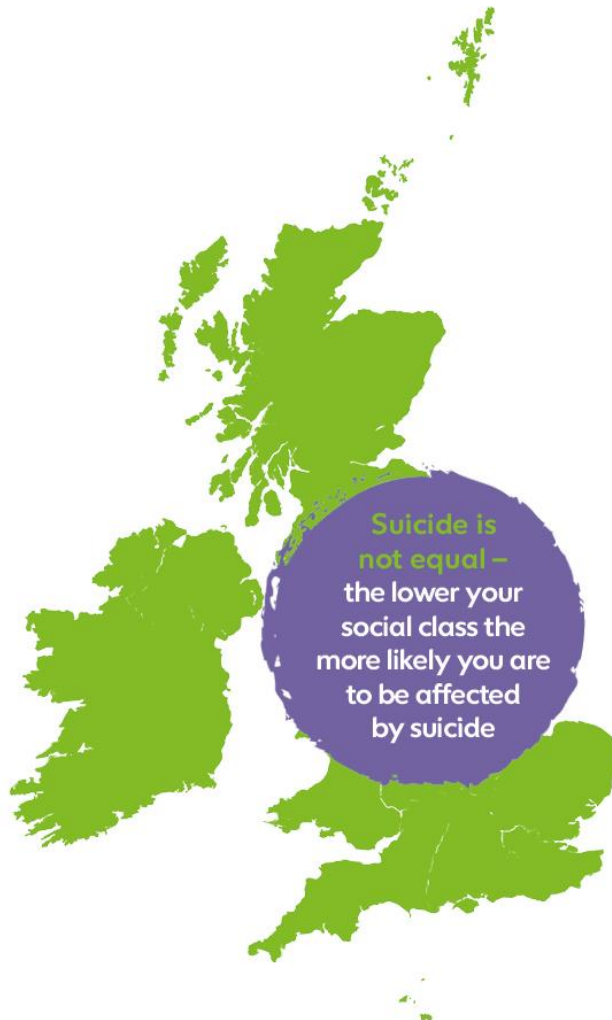 Suicide is
not equal –
the lower your
social class the
more likely you are
to be affected
by suicide